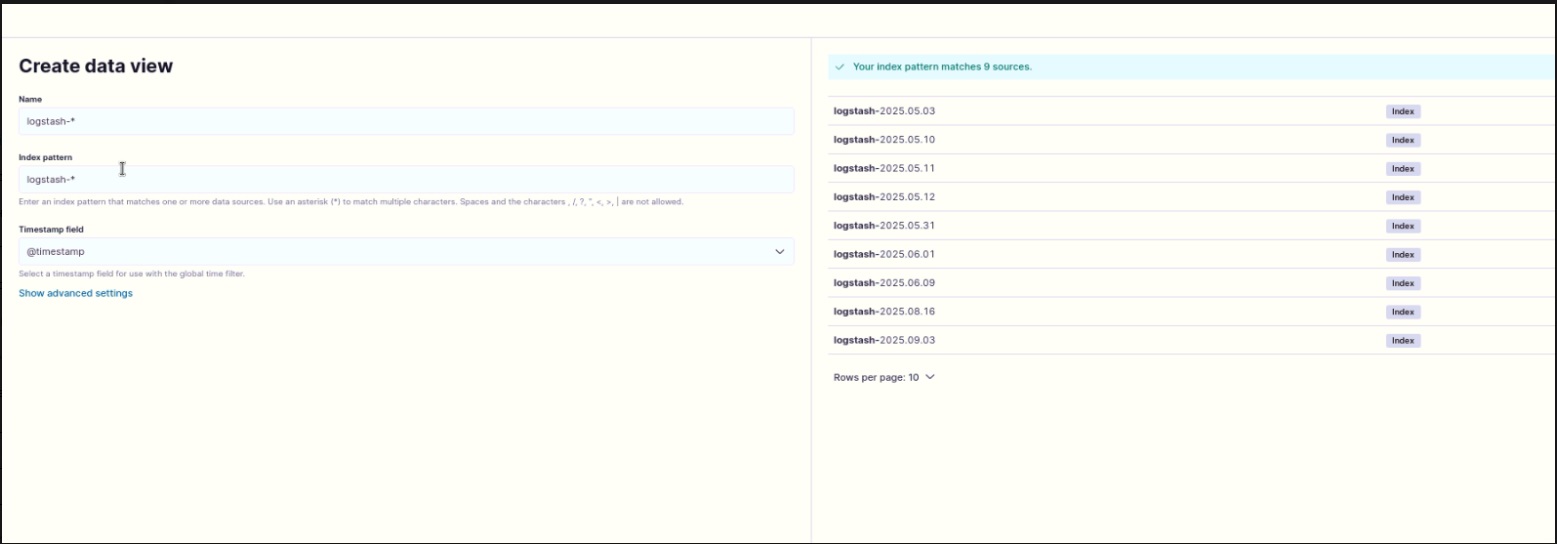 Create data view
Name
logstash-*
Index pattern
logstash-*
Enter an index pattern that matches one or more data sources. Use an asterisk (*) to match multiple characters. Spaces and the characters , /, ?, ", <, >, | are not allowed.
Timestamp field
@timestamp
Select a timestamp field for use with the global time filter.
Show advanced settings
Your index pattern matches 9 sources.
logstash-2025.05.03 Index
logstash-2025.05.10 Index
logstash-2025.05.11 Index
logstash-2025.05.12 Index
logstash-2025.05.31 Index
logstash-2025.06.01 Index
logstash-2025.06.09 Index
logstash-2025.08.16 Index
logstash-2025.09.03 Index
Rows per page: 10